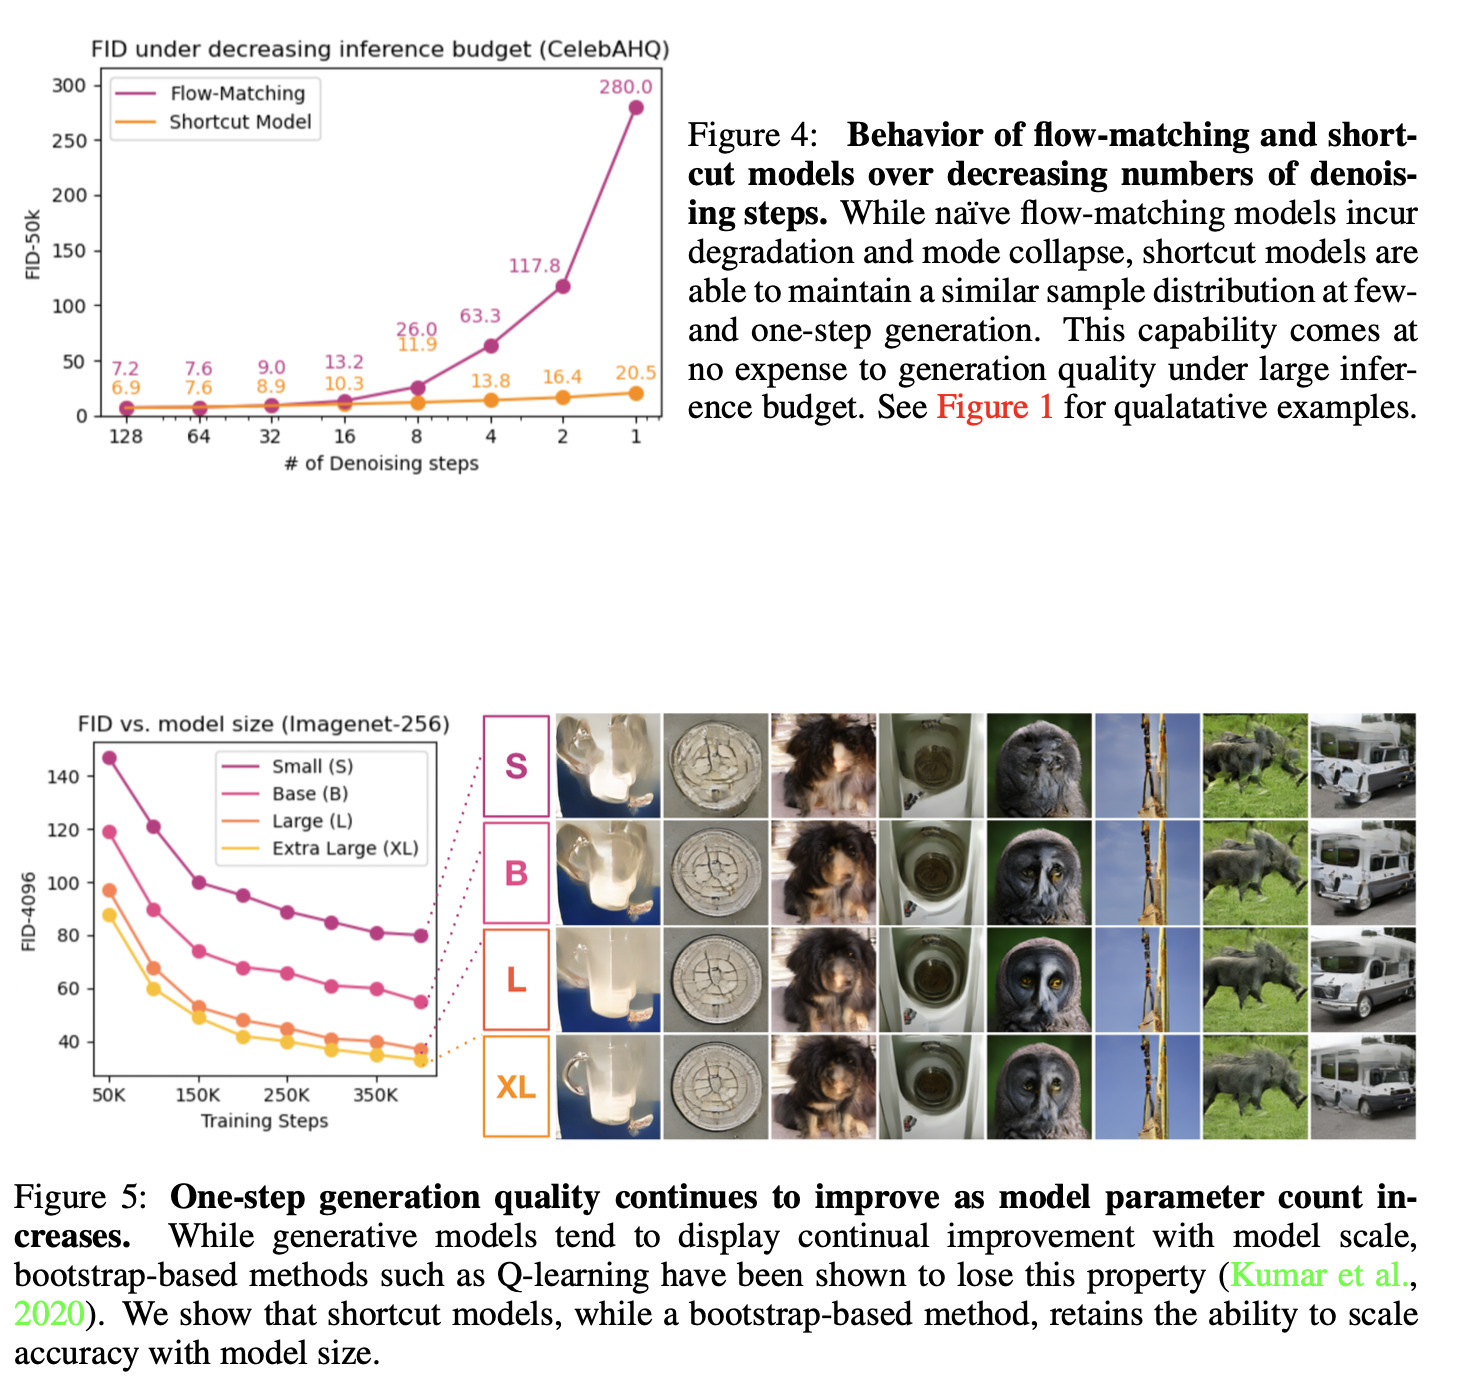 FID under decreasing inference budget (CelebAHQ)
Flow-Matching
Shortcut Model
FID-50k
300
250
200
150
100
50
0
7.2
7.6
9.0
13.2
26.0
63.3
117.8
280.0
6.9
7.6
8.9
10.3
11.9
13.8
16.4
20.5
128 64 32 16 8 4 2 1
# of Denoising steps
Figure 4: Behavior of flow-matching and short-
cut models over decreasing numbers of denois-
ing steps. While naïve flow-matching models incur
degradation and mode collapse, shortcut models are
able to maintain a similar sample distribution at few-
and one-step generation. This capability comes at
no expense to generation quality under large infer-
ence budget. See Figure 1 for qualatative examples.
FID vs. model size (Imagenet-256)
Small (S)
Base (B)
Large (L)
Extra Large (XL)
FID-4096
140
120
100
80
60
40
50K 150K 250K 350K
Training Steps
S
B
L
XL
Figure 5: One-step generation quality continues to improve as model parameter count in-
creases. While generative models tend to display continual improvement with model scale,
bootstrap-based methods such as Q-learning have been shown to lose this property (Kumar et al.,
2020). We show that shortcut models, while a bootstrap-based method, retains the ability to scale
accuracy with model size.